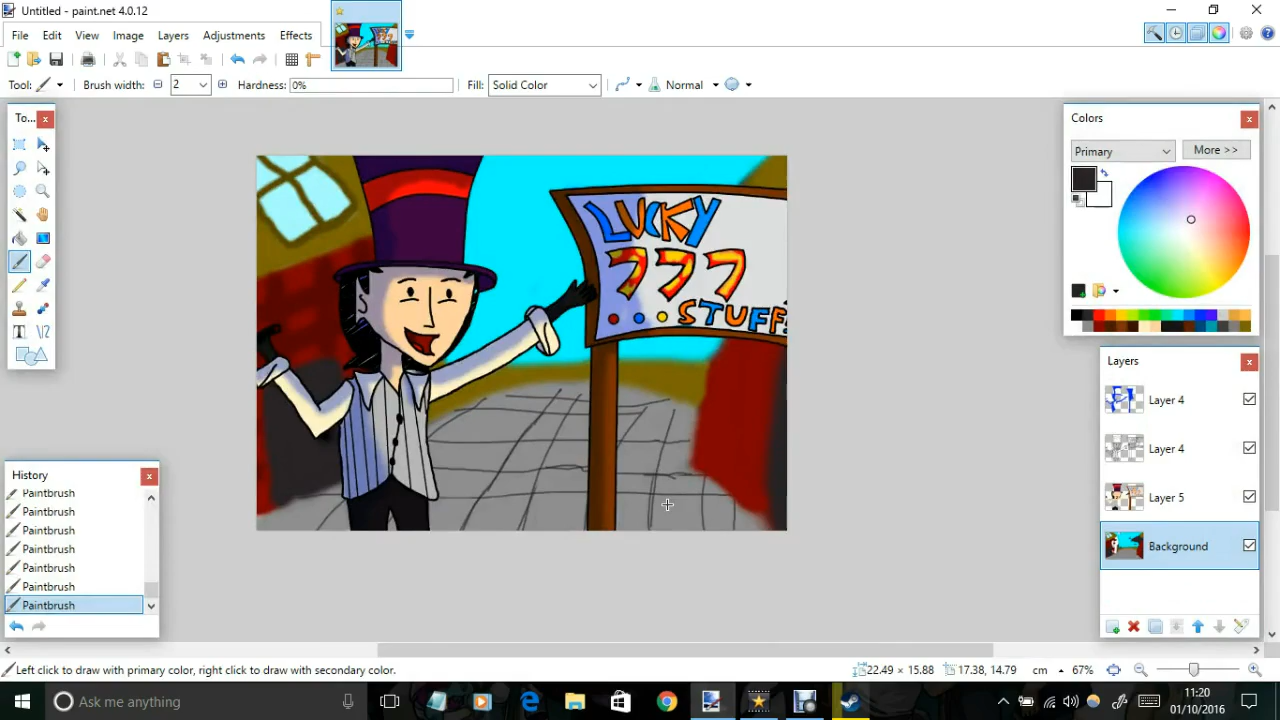 Untitled - paint.net 4.0.12
File Edit View Image Layers Adjustments Effects
Tool: Brush width: 2 Hardness: 0% Fill: Solid Color Normal
To...
Colors
Primary More >>
LUCKY
777
STUFF!
Layers
Layer 4
Layer 4
Layer 5
Background
History
Paintbrush
Paintbrush
Paintbrush
Paintbrush
Paintbrush
Paintbrush
Paintbrush
Left click to draw with primary color, right click to draw with secondary color. 22.49 × 15.88 17.38, 14.79 cm 67%
Ask me anything
11:20
01/10/2016